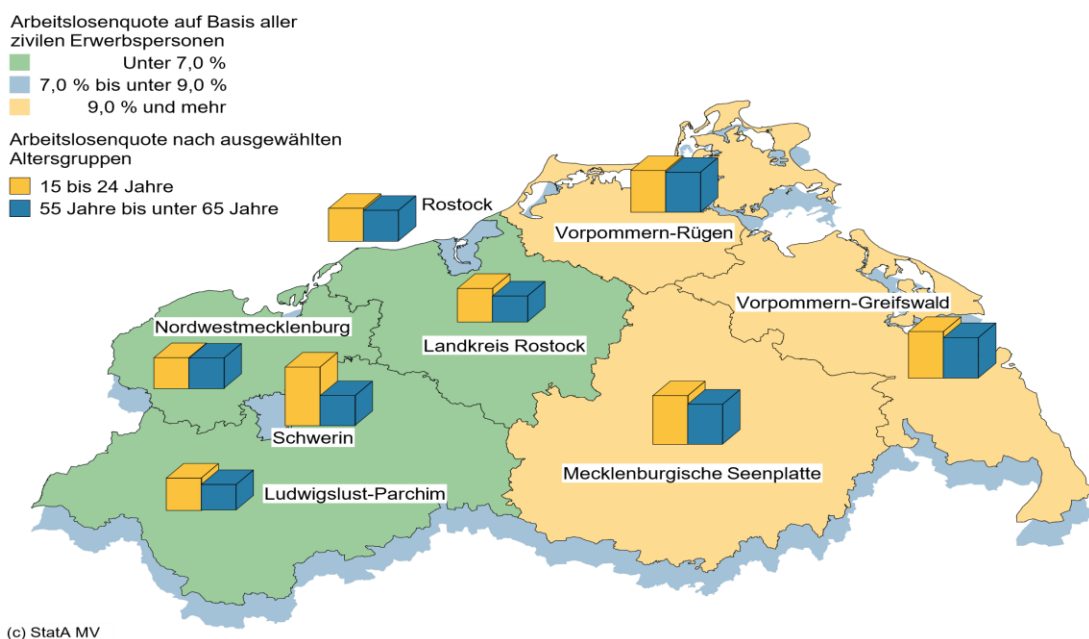 Arbeitslosenquote auf Basis aller
zivilen Erwerbspersonen
Unter 7,0 %
7,0 % bis unter 9,0 %
9,0 % und mehr
Arbeitslosenquote nach ausgewählten
Altersgruppen
15 bis 24 Jahre
55 Jahre bis unter 65 Jahre
Rostock
Vorpommern-Rügen
Vorpommern-Greifswald
Nordwestmecklenburg
Landkreis Rostock
Schwerin
Mecklenburgische Seenplatte
Ludwigslust-Parchim
(c) StatA MV